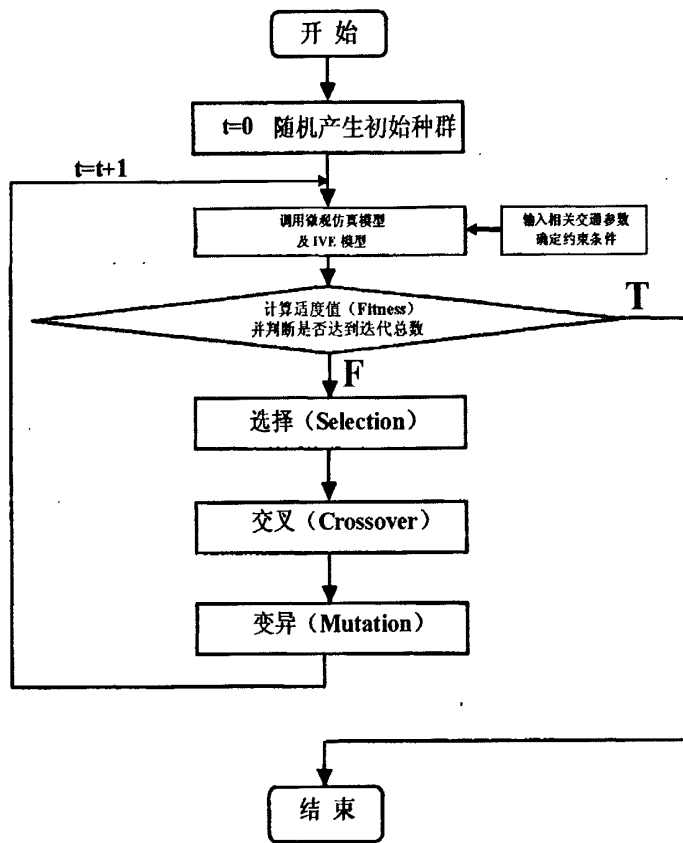 开 始
t=0 随机产生初始种群
t=t+1
调用微观仿真模型
及 IVE 模型
输入相关交通参数
确定约束条件
计算适度值（Fitness）
并判断是否达到迭代总数
T
F
选择（Selection）
交叉（Crossover）
变异（Mutation）
结 束